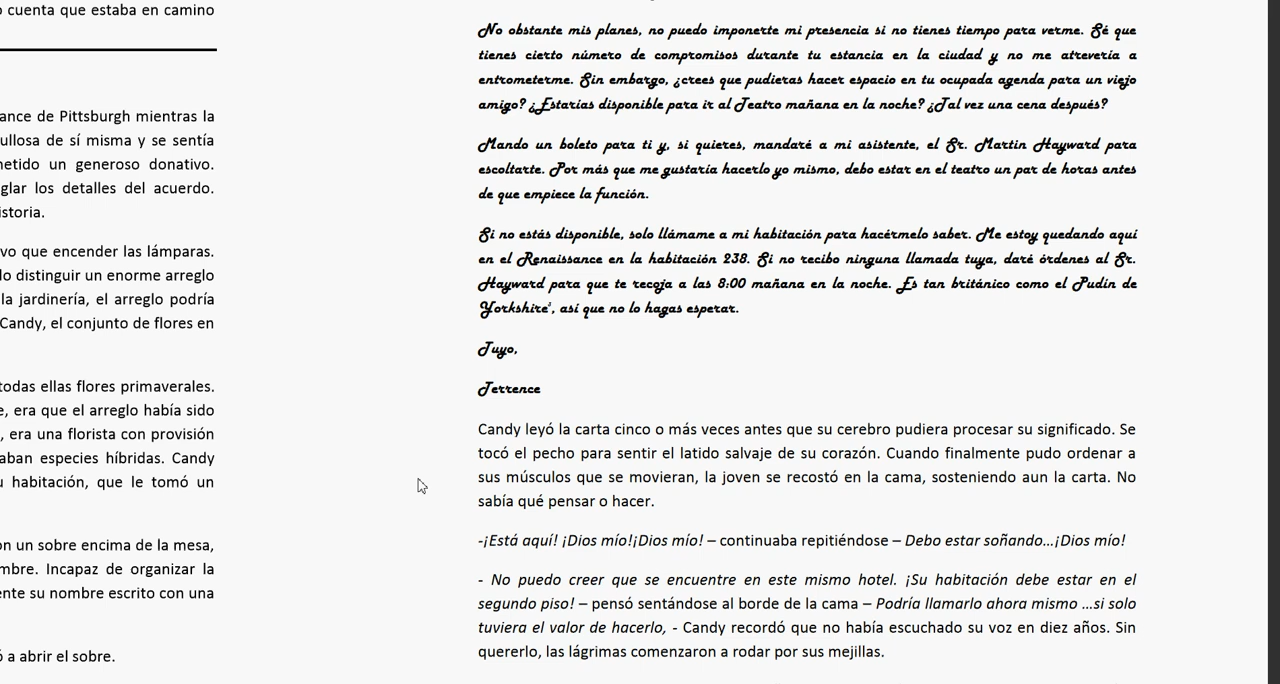 o cuenta que estaba en camino
ance de Pittsburgh mientras la
ullosa de sí misma y se sentía
netido un generoso donativo.
glar los detalles del acuerdo.
istoria.
vo que encender las lámparas.
do distinguir un enorme arreglo
la jardinería, el arreglo podría
Candy, el conjunto de flores en
todas ellas flores primaverales.
e, era que el arreglo había sido
, era una florista con provisión
aban especies híbridas. Candy
u habitación, que le tomó un
on un sobre encima de la mesa,
mbre. Incapaz de organizar la
ente su nombre escrito con una
ó a abrir el sobre.
No obstante mis planes, no puedo imponerte mi presencia si no tienes tiempo para verme. Sé que
tienes cierto número de compromisos durante tu estancia en la ciudad y no me atrevería a
entrometerme. Sin embargo, ¿crees que pudieras hacer espacio en tu ocupada agenda para un viejo
amigo? ¿Estarías disponible para ir al Teatro mañana en la noche? ¿Tal vez una cena después?
Mando un boleto para ti y, si quieres, mandaré a mi asistente, el Sr. Martin Hayward para
escoltarte. Por más que me gustaría hacerlo yo mismo, debo estar en el teatro un par de horas antes
de que empiece la función.
Si no estás disponible, solo llámame a mi habitación para hacérmelo saber. Me estoy quedando aquí
en el Renaissance en la habitación 238. Si no recibo ninguna llamada tuya, daré órdenes al Sr.
Hayward para que te recoja a las 8:00 mañana en la noche. Es tan británico como el Pudín de
Yorkshire, así que no lo hagas esperar.
Tuyo,
Terrence
Candy leyó la carta cinco o más veces antes que su cerebro pudiera procesar su significado. Se
tocó el pecho para sentir el latido salvaje de su corazón. Cuando finalmente pudo ordenar a
sus músculos que se movieran, la joven se recostó en la cama, sosteniendo aun la carta. No
sabía qué pensar o hacer.
-¡Está aquí! ¡Dios mío!¡Dios mío! – continuaba repitiéndose – Debo estar soñando...¡Dios mío!
- No puedo creer que se encuentre en este mismo hotel. ¡Su habitación debe estar en el
segundo piso! – pensó sentándose al borde de la cama – Podría llamarlo ahora mismo ...si solo
tuviera el valor de hacerlo, - Candy recordó que no había escuchado su voz en diez años. Sin
quererlo, las lágrimas comenzaron a rodar por sus mejillas.